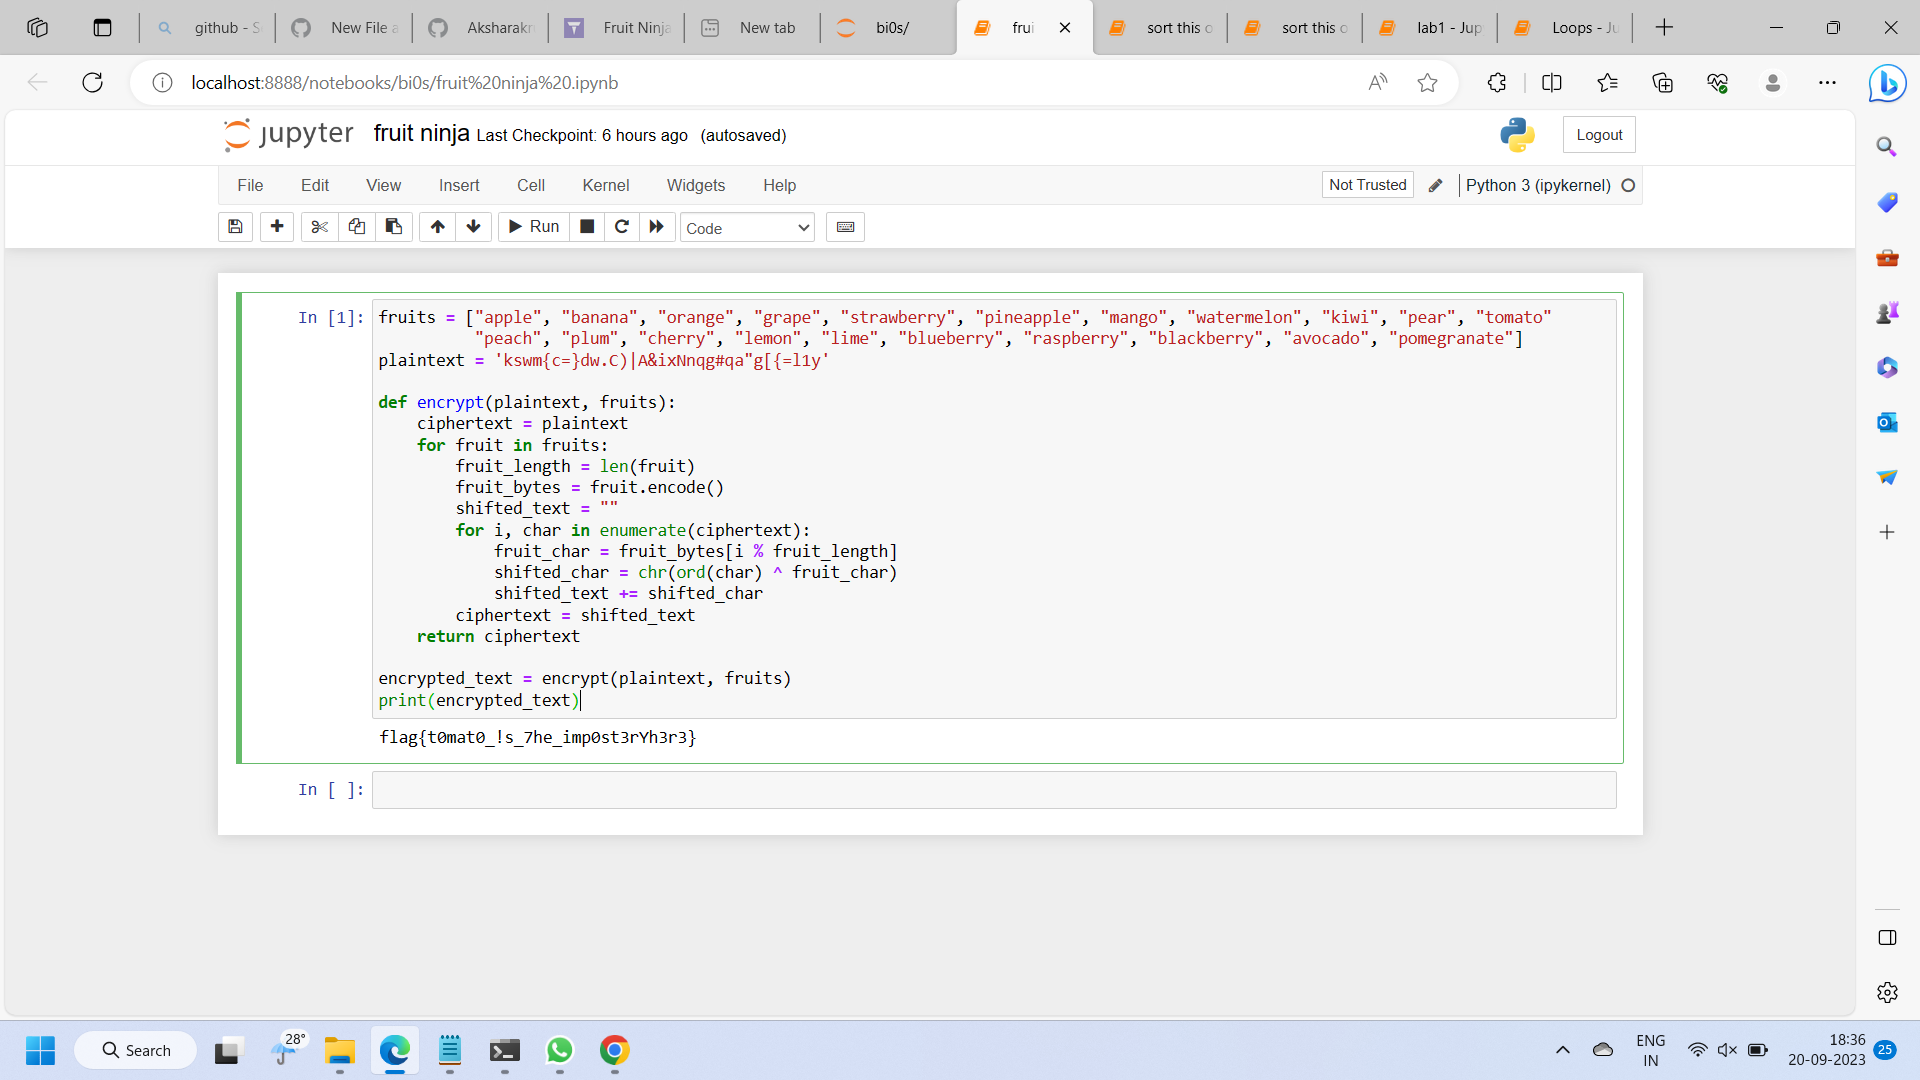 github - S
New File a
Aksharakr
Fruit Ninja
New tab
bi0s/
frui
sort this o
sort this o
lab1 - Jup
Loops - Ju
localhost:8888/notebooks/bi0s/fruit%20ninja%20.ipynb
jupyter fruit ninja Last Checkpoint: 6 hours ago (autosaved)
Logout
File Edit View Insert Cell Kernel Widgets Help
Not Trusted
Python 3 (ipykernel)
Run
Code
In [1]:
fruits = ["apple", "banana", "orange", "grape", "strawberry", "pineapple", "mango", "watermelon", "kiwi", "pear", "tomato"
"peach", "plum", "cherry", "lemon", "lime", "blueberry", "raspberry", "blackberry", "avocado", "pomegranate"]
plaintext = 'kswm{c=}dw.C)|A&ixNnqg#qa"g[{=l1y'
def encrypt(plaintext, fruits):
ciphertext = plaintext
for fruit in fruits:
fruit_length = len(fruit)
fruit_bytes = fruit.encode()
shifted_text = ""
for i, char in enumerate(ciphertext):
fruit_char = fruit_bytes[i % fruit_length]
shifted_char = chr(ord(char) ^ fruit_char)
shifted_text += shifted_char
ciphertext = shifted_text
return ciphertext
encrypted_text = encrypt(plaintext, fruits)
print(encrypted_text)
flag{t0mat0_!s_7he_imp0st3rYh3r3}
In [ ]:
Search
28°
ENG
IN
18:36
20-09-2023
25